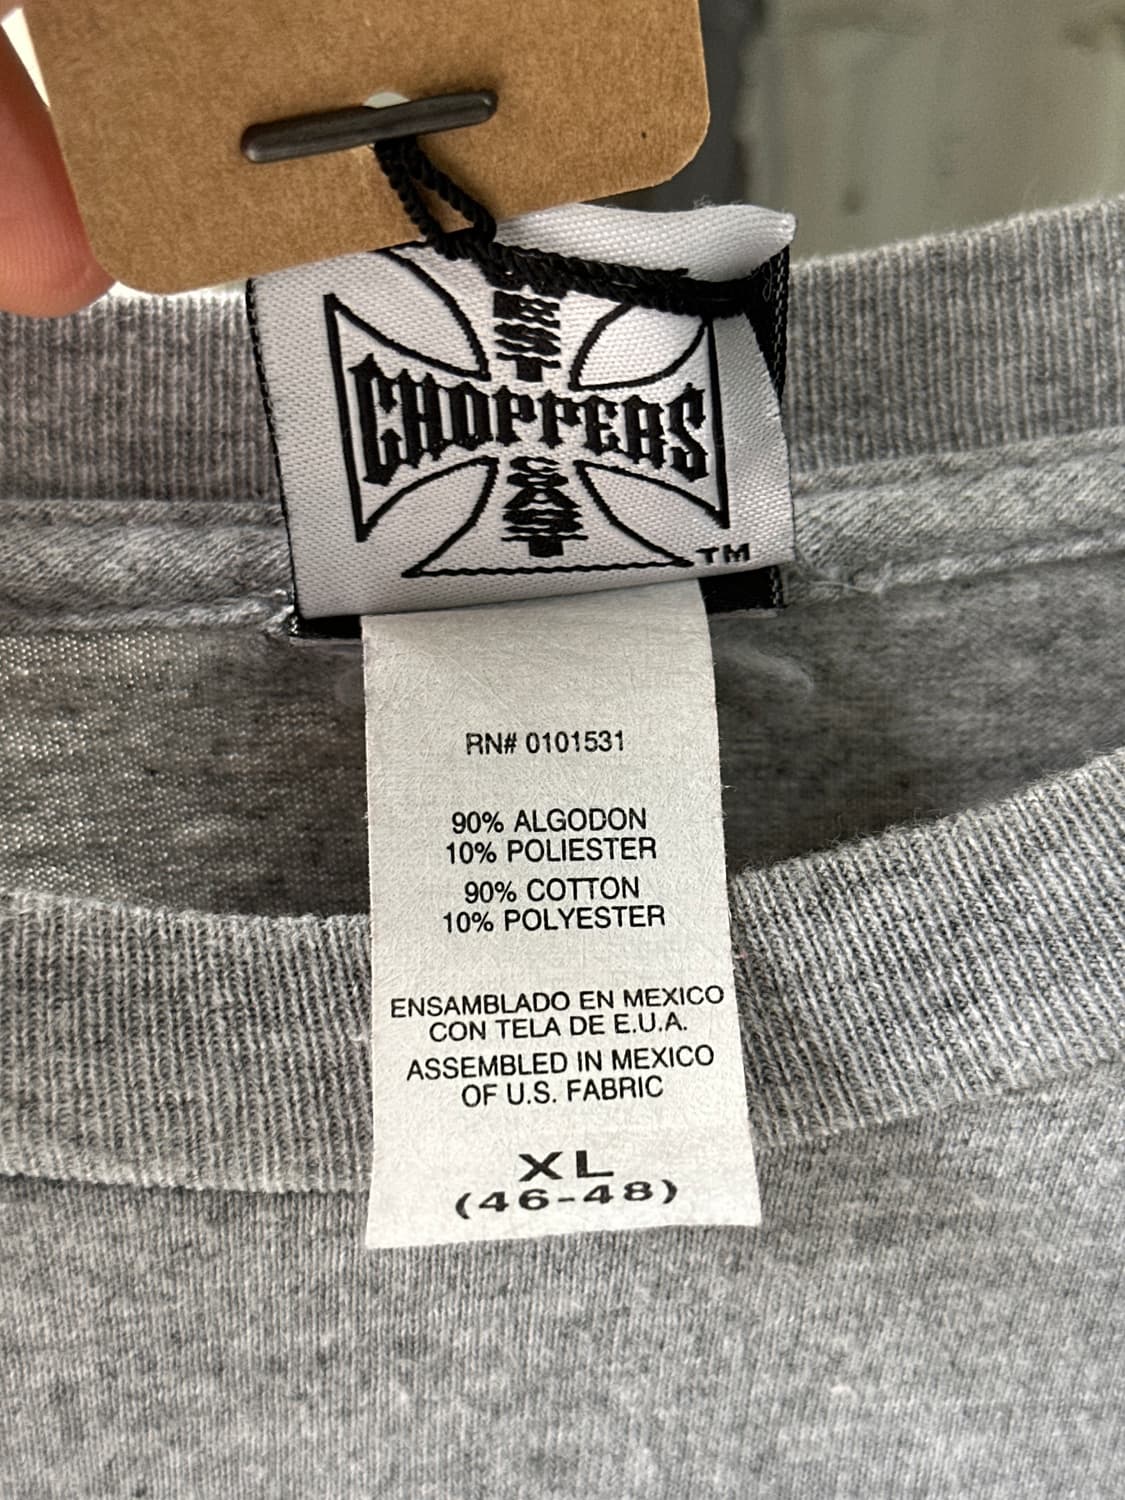 WEST
CHOPPERS
COAST
TM
RN# 0101531
90% ALGODON
10% POLIESTER
90% COTTON
10% POLYESTER
ENSAMBLADO EN MEXICO
CON TELA DE E.U.A.
ASSEMBLED IN MEXICO
OF U.S. FABRIC
XL
(46-48)